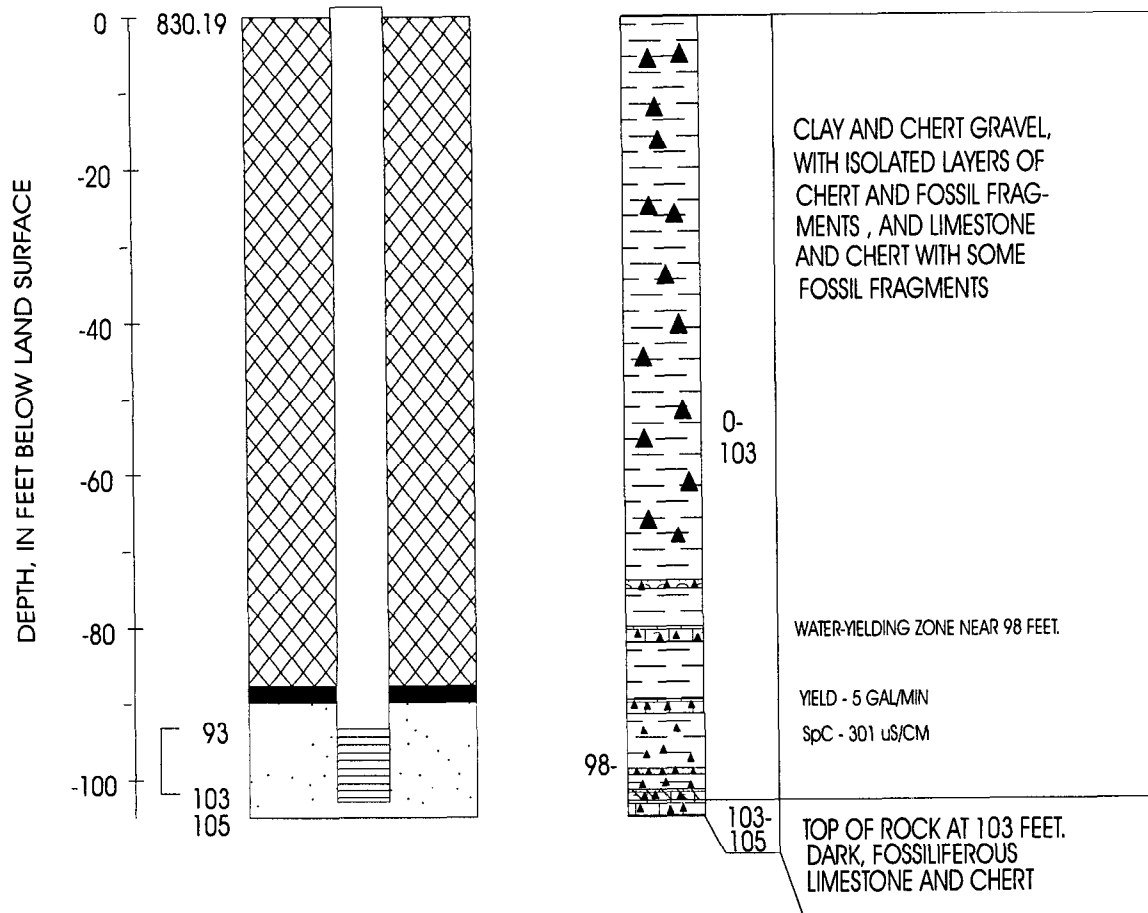 DEPTH, IN FEET BELOW LAND SURFACE
0
-20
-40
-60
-80
-100
830.19
93
103
105
98-
0-
103
CLAY AND CHERT GRAVEL,
WITH ISOLATED LAYERS OF
CHERT AND FOSSIL FRAG-
MENTS , AND LIMESTONE
AND CHERT WITH SOME
FOSSIL FRAGMENTS
WATER-YIELDING ZONE NEAR 98 FEET.
YIELD - 5 GAL/MIN
SpC - 301 uS/CM
103-
105
TOP OF ROCK AT 103 FEET.
DARK, FOSSILIFEROUS
LIMESTONE AND CHERT